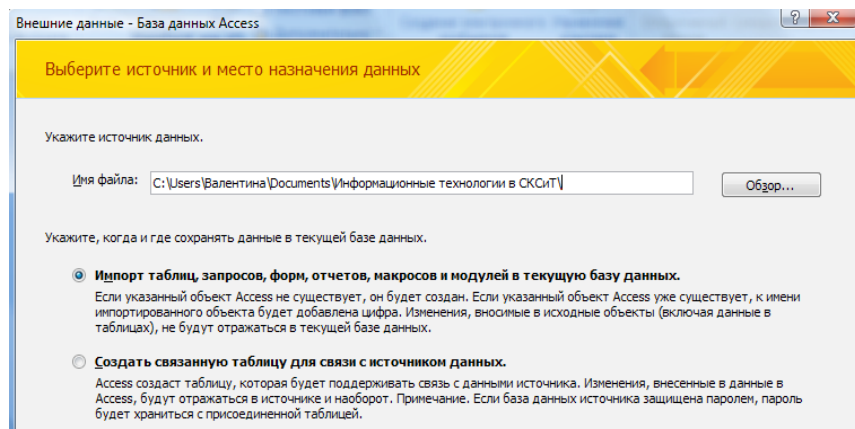 Внешние данные - База данных Access
Выберите источник и место назначения данных
Укажите источник данных.
Имя файла: C:\Users\Валентина\Documents\Информационные технологии в СКСиТ\ Обзор...
Укажите, когда и где сохранять данные в текущей базе данных.
Импорт таблиц, запросов, форм, отчетов, макросов и модулей в текущую базу данных.
Если указанный объект Access не существует, он будет создан. Если указанный объект Access уже существует, к имени
импортированного объекта будет добавлена цифра. Изменения, вносимые в исходные объекты (включая данные в
таблицах), не будут отражаться в текущей базе данных.
Создать связанную таблицу для связи с источником данных.
Access создаст таблицу, которая будет поддерживать связь с данными источника. Изменения, внесенные в данные в
Access, будут отражаться в источнике и наоборот. Примечание. Если база данных источника защищена паролем, пароль
будет храниться с присоединенной таблицей.